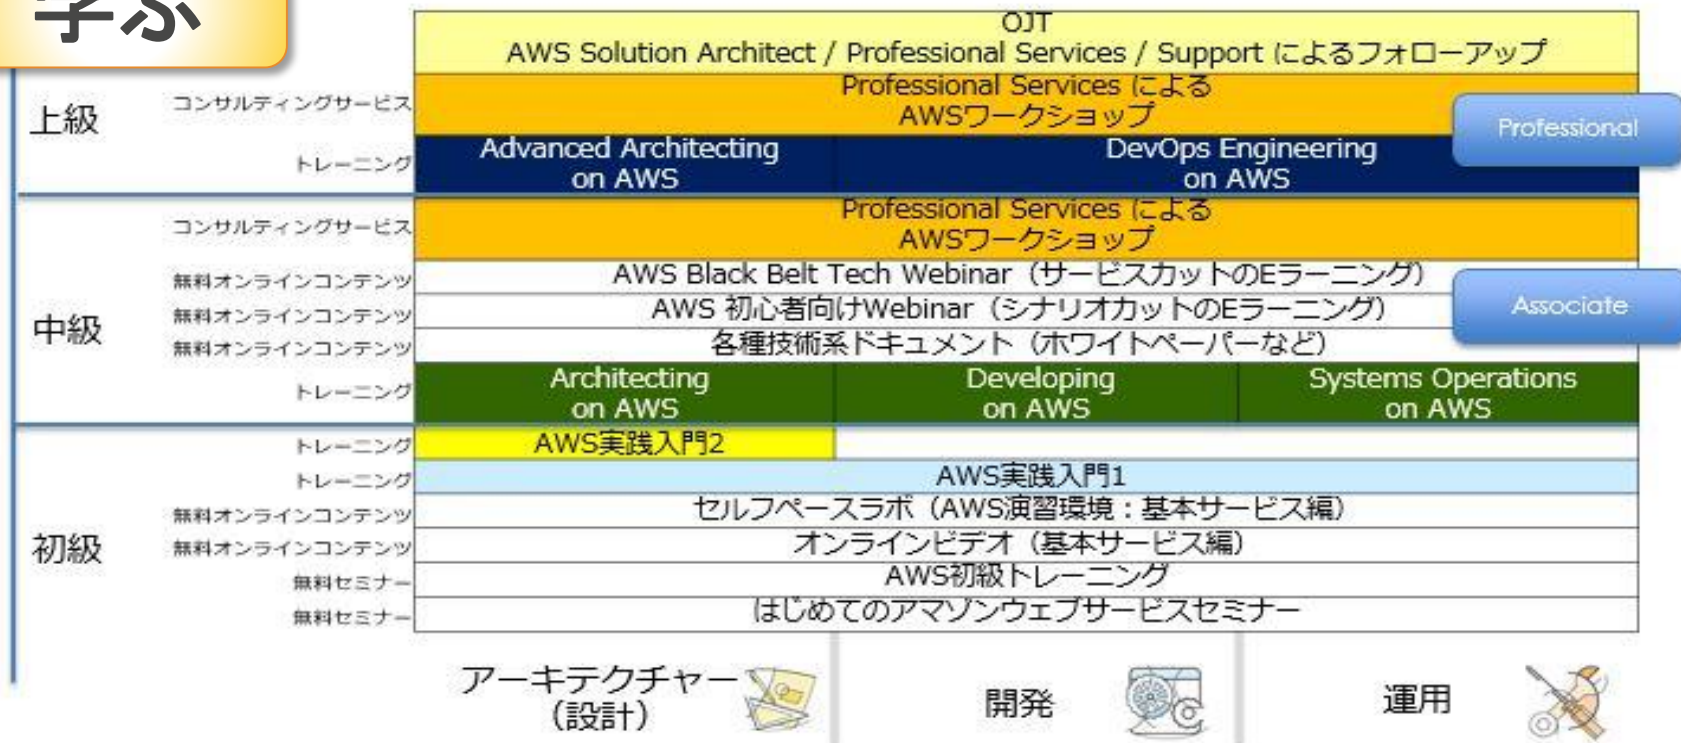 学ぶ
OJT
AWS Solution Architect / Professional Services / Support によるフォローアップ
上級
コンサルティングサービス
Professional Services による
AWSワークショップ
Professional
トレーニング
Advanced Architecting
on AWS
DevOps Engineering
on AWS
中級
コンサルティングサービス
Professional Services による
AWSワークショップ
無料オンラインコンテンツ
AWS Black Belt Tech Webinar（サービスカットのEラーニング）
無料オンラインコンテンツ
AWS 初心者向けWebinar（シナリオカットのEラーニング）
Associate
無料オンラインコンテンツ
各種技術系ドキュメント（ホワイトペーパーなど）
トレーニング
Architecting
on AWS
Developing
on AWS
Systems Operations
on AWS
初級
トレーニング
AWS実践入門2
トレーニング
AWS実践入門1
無料オンラインコンテンツ
セルフペースラボ（AWS演習環境：基本サービス編）
無料オンラインコンテンツ
オンラインビデオ（基本サービス編）
無料セミナー
AWS初級トレーニング
無料セミナー
はじめてのアマゾンウェブサービスセミナー
アーキテクチャー
（設計）
開発
運用